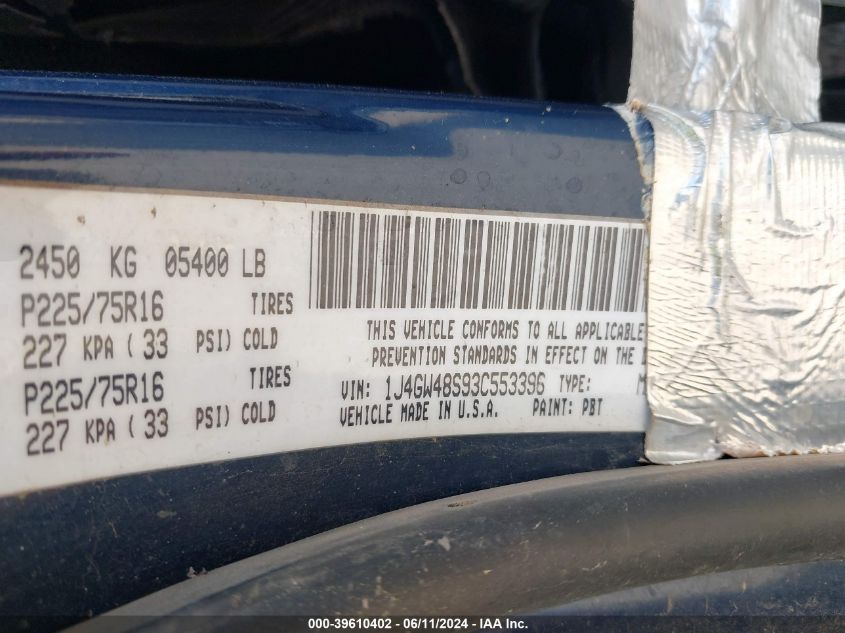 2450 KG 05400 LB
P225/75R16 TIRES
227 KPA ( 33 PSI) COLD
P225/75R16 TIRES
227 KPA ( 33 PSI) COLD
THIS VEHICLE CONFORMS TO ALL APPLICABLE
PREVENTION STANDARDS IN EFFECT ON THE
VIN: 1J4GW48S93C553396 TYPE: M
VEHICLE MADE IN U.S.A. PAINT: PBT
000-39610402 - 06/11/2024 - IAAI.com